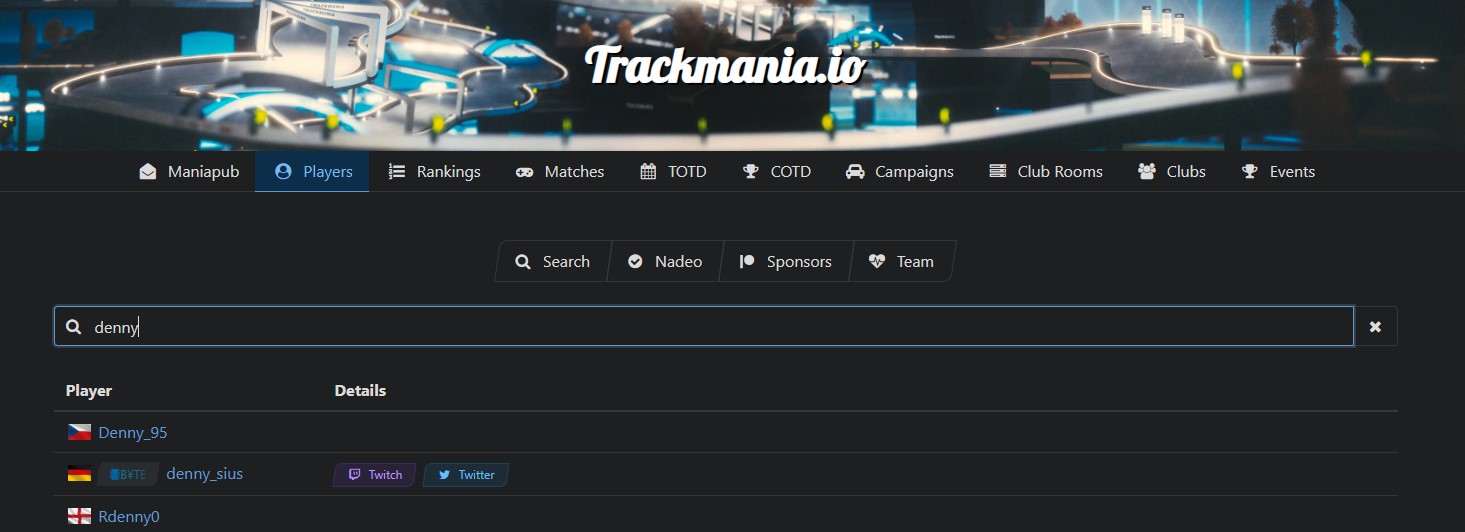 Trackmania.io
Maniapub Players Rankings Matches TOTD COTD Campaigns Club Rooms Clubs Events
Search Nadeo Sponsors Team
denny
Player Details
Denny_95
B¥TE denny_sius Twitch Twitter
Rdenny0